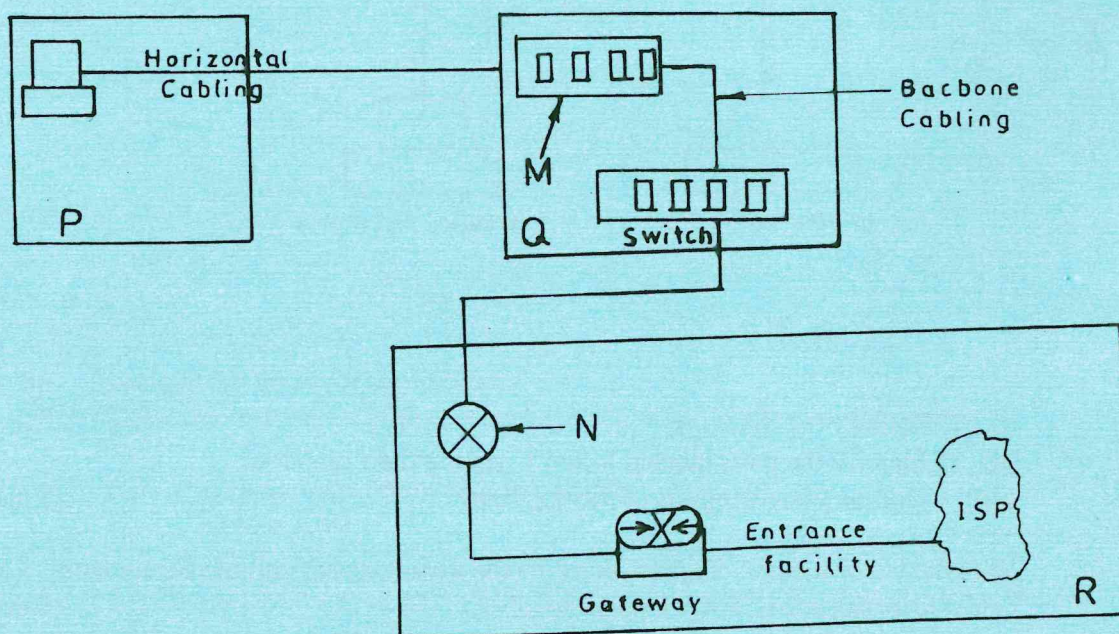 Horizontal
Cabling
Bacbone
Cabling
M
P
Q
Switch
N
ISP
Entrance
facility
Gateway
R